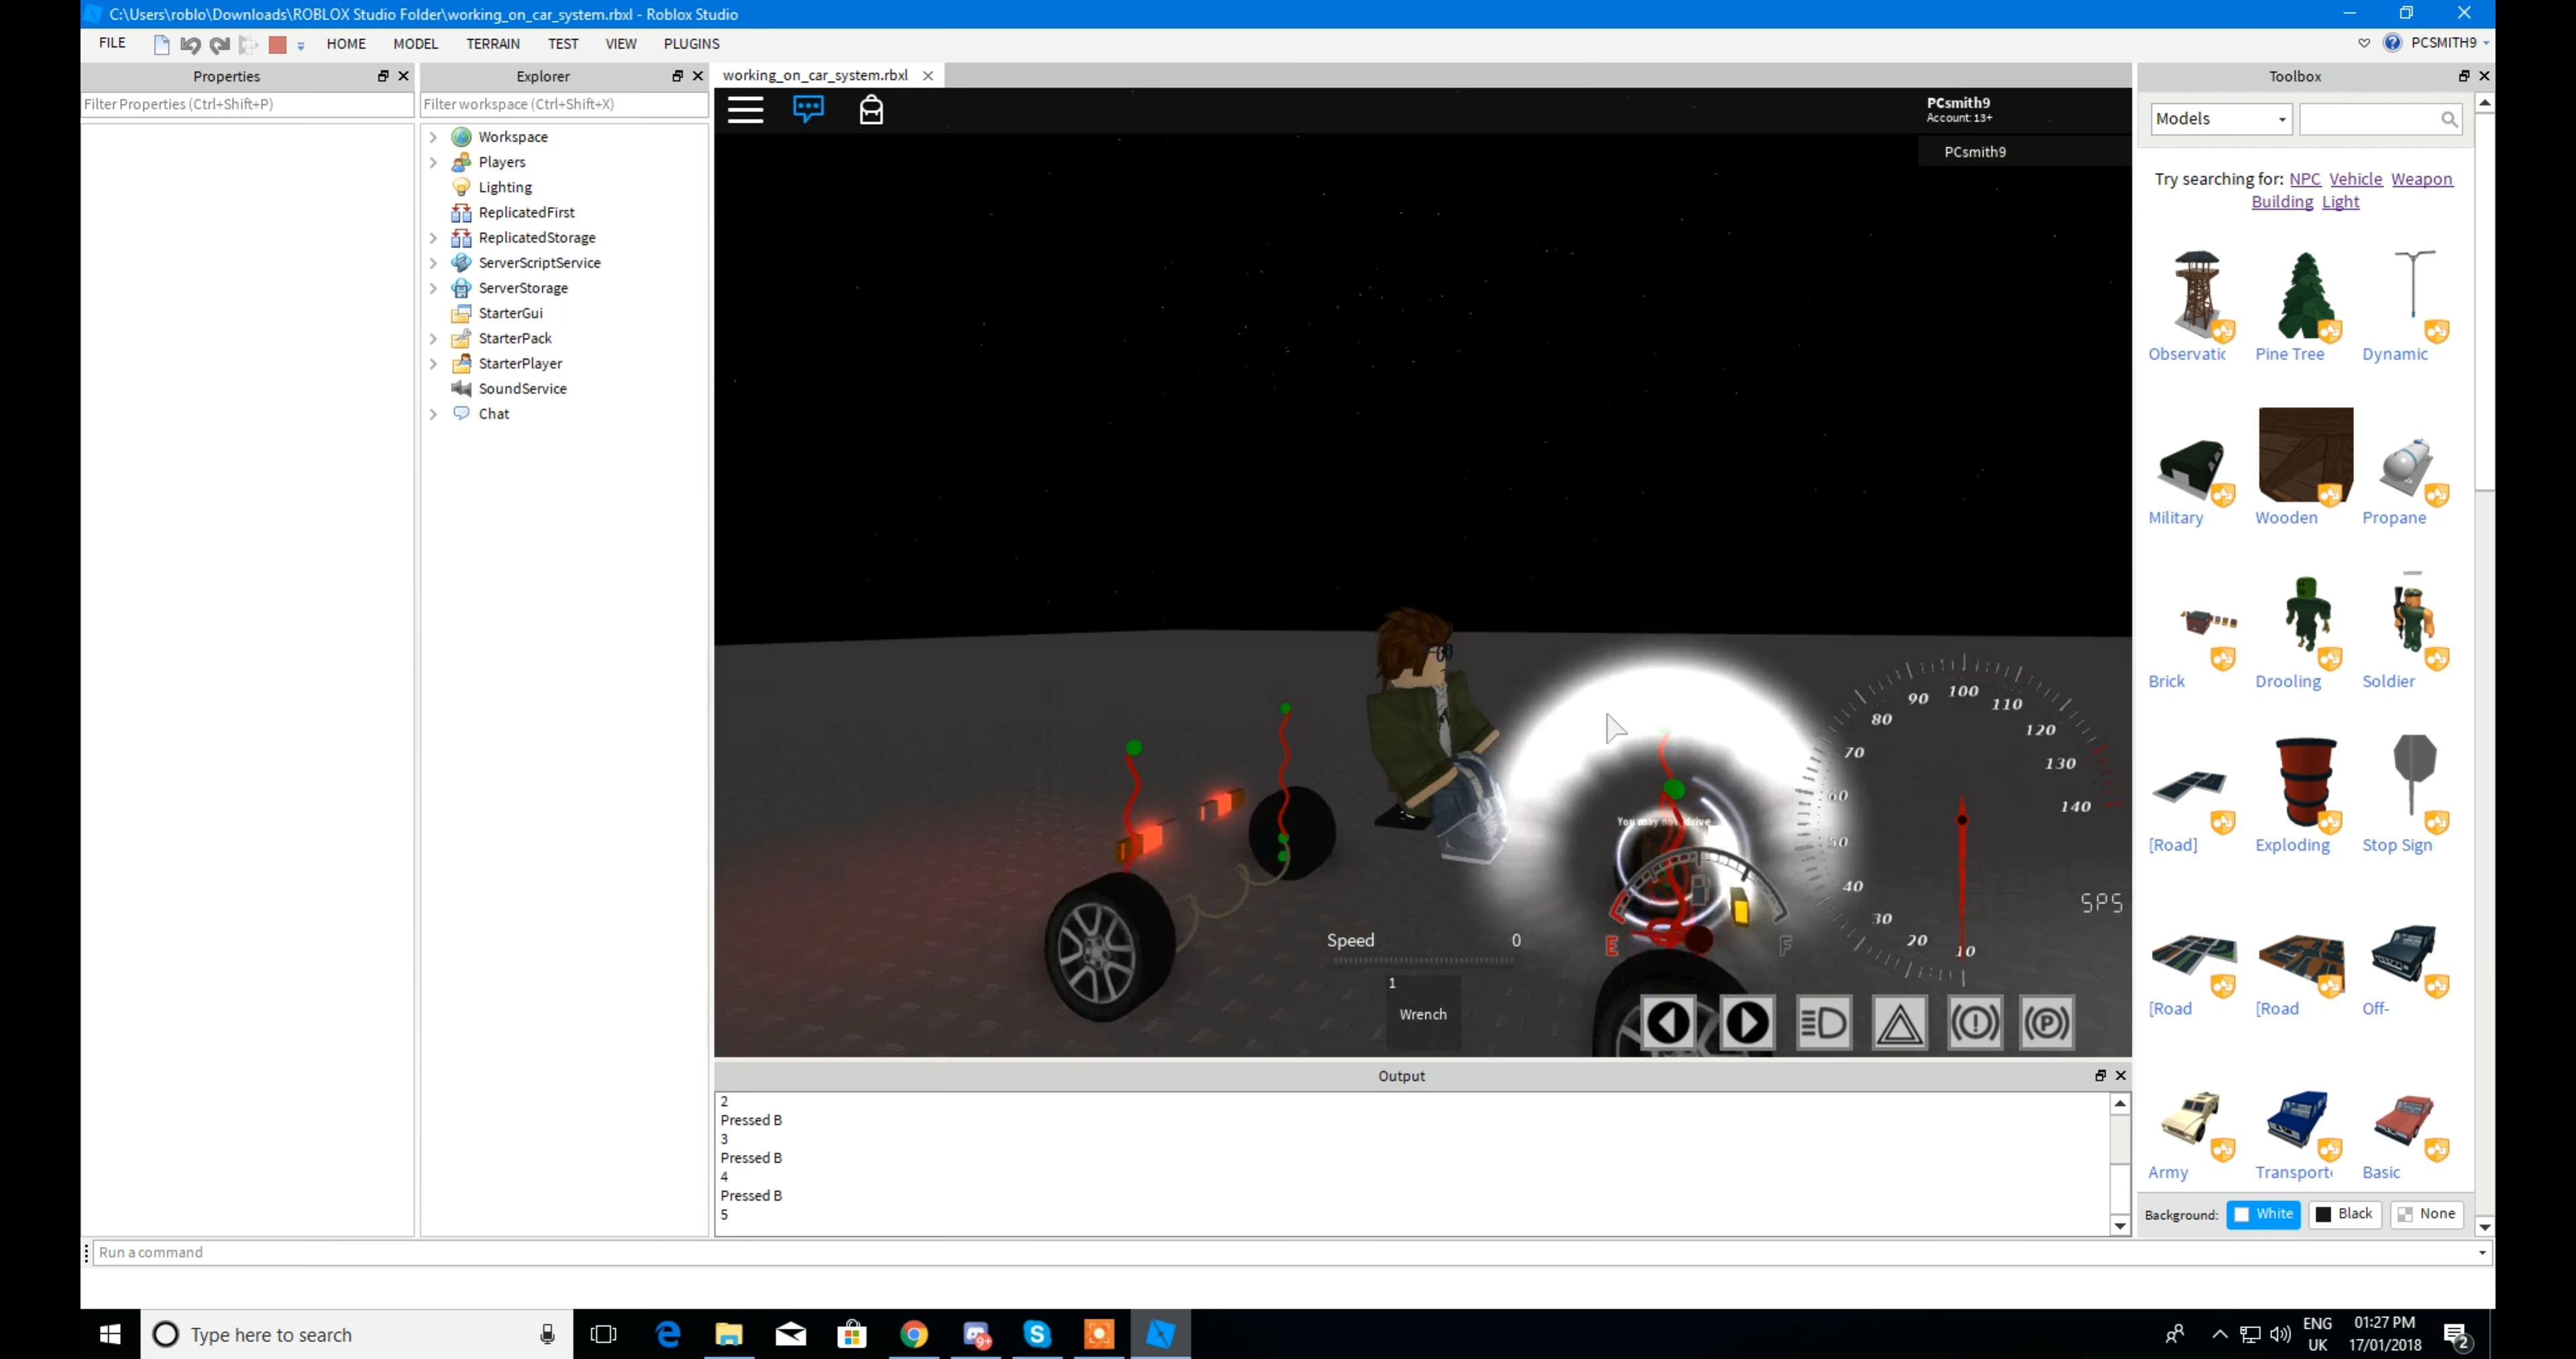 C:\Users\roblo\Downloads\ROBLOX Studio Folder\working_on_car_system.rbxl - Roblox Studio
FILE HOME MODEL TERRAIN TEST VIEW PLUGINS PCSMITH9
Properties
Filter Properties (Ctrl+Shift+P)
Explorer
Filter workspace (Ctrl+Shift+X)
Workspace
Players
Lighting
ReplicatedFirst
ReplicatedStorage
ServerScriptService
ServerStorage
StarterGui
StarterPack
StarterPlayer
SoundService
Chat
working_on_car_system.rbxl
PCsmith9
Account: 13+
PCsmith9
10 20 30 40 50 60 70 80 90 100 110 120 130 140
SPS
You may not drive
E F
Speed 0
1
Wrench
Output
2
Pressed B
3
Pressed B
4
Pressed B
5
Toolbox
Models
Try searching for: NPC Vehicle Weapon
Building Light
Observatic Pine Tree Dynamic
Military Wooden Propane
Brick Drooling Soldier
[Road] Exploding Stop Sign
[Road [Road Off-
Army Transport Basic
Background: White Black None
Run a command
Type here to search
9+
ENG
UK
01:27 PM
17/01/2018
2